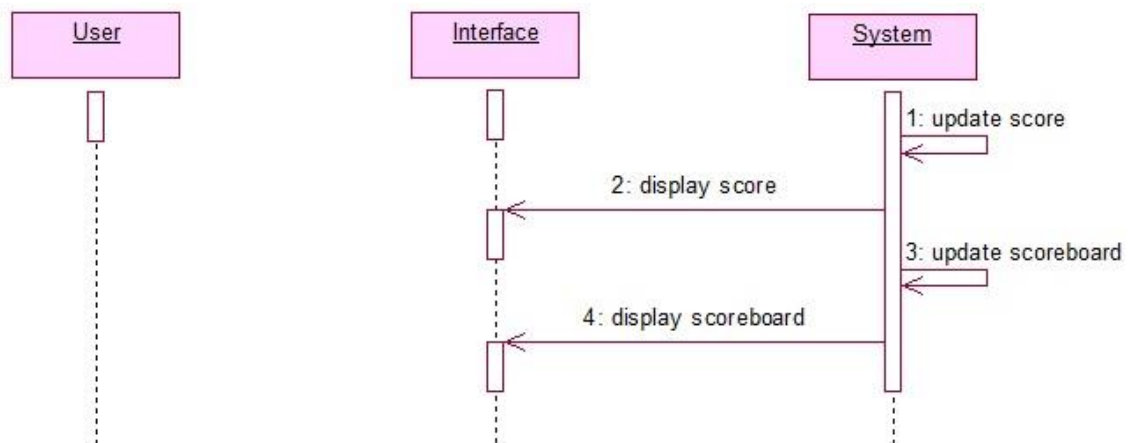 User
Interface
System
1: update score
2: display score
3: update scoreboard
4: display scoreboard